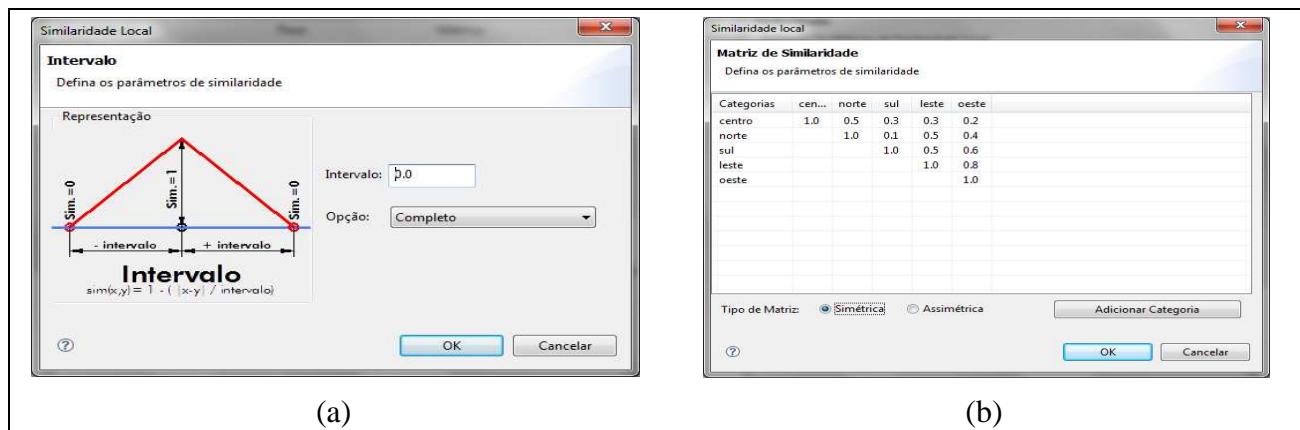 Similaridade Local
Intervalo
Defina os parâmetros de similaridade
Representação
Sim.=0
Sim.=1
Sim.=0
- intervalo
+ intervalo
Intervalo
sim(x,y)= 1 - ( |x-y| / intervalo)
Intervalo: 0.0
Opção: Completo
OK Cancelar
(a)
Similaridade local
Matriz de Similaridade
Defina os parâmetros de similaridade
Categorias cen... norte sul leste oeste
centro 1.0 0.5 0.3 0.3 0.2
norte 1.0 0.1 0.5 0.4
sul 1.0 0.5 0.6
leste 1.0 0.8
oeste 1.0
Tipo de Matriz: Simétrica Assimétrica Adicionar Categoria
OK Cancelar
(b)